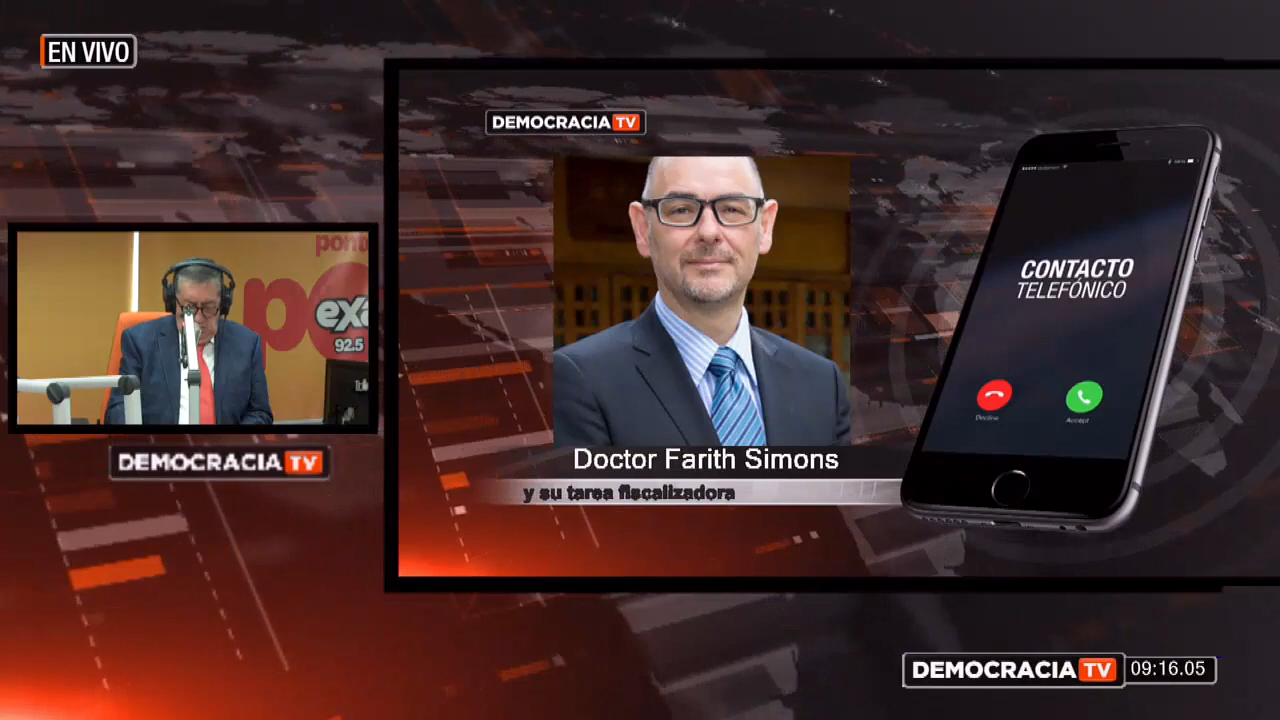 EN VIVO
DEMOCRACIA TV
CONTACTO
TELEFÓNICO
Decline
Accept
pont
exa
92.5
DEMOCRACIA TV
Doctor Farith Simons
y su tarea fiscalizadora
DEMOCRACIA TV 09:16.05